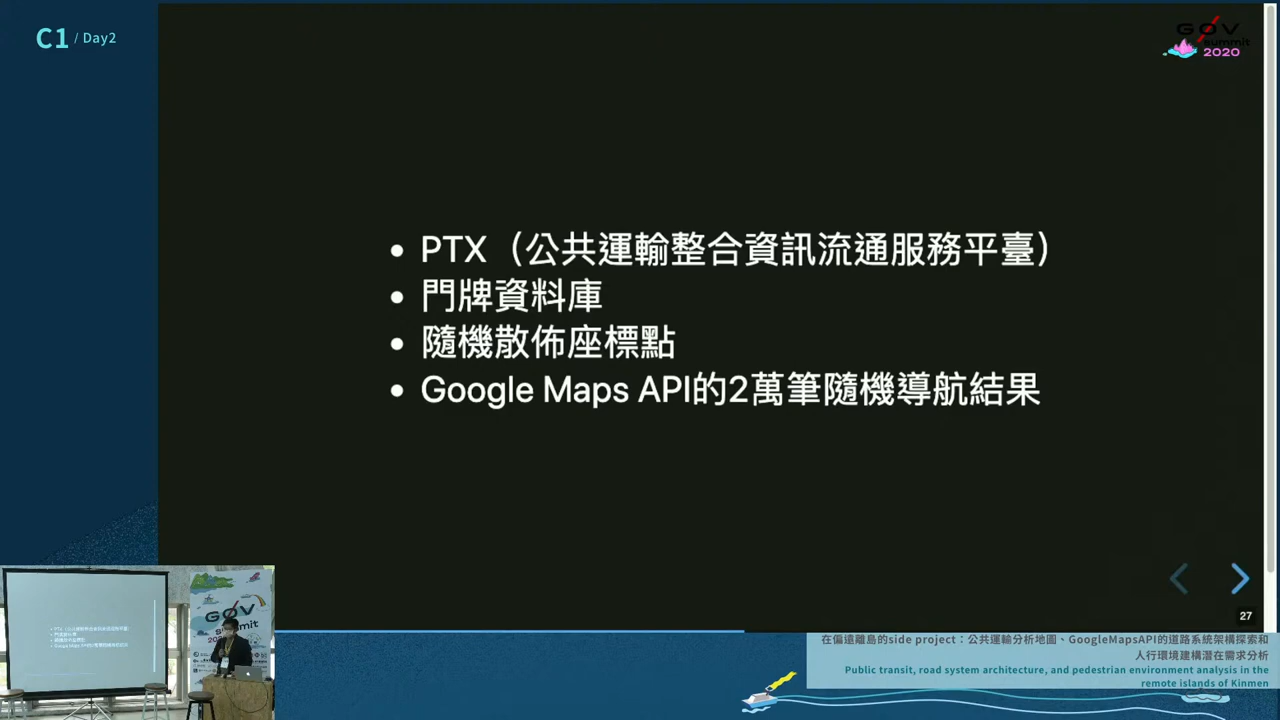 C1 / Day2
GØV
summit
2020
• PTX（公共運輸整合資訊流通服務平臺）
• 門牌資料庫
• 隨機散佈座標點
• Google Maps API的2萬筆隨機導航結果
27
GØV
summit
在偏遠離島的side project：公共運輸分析地圖、GoogleMapsAPI的道路系統架構探索和
人行環境建構潛在需求分析
Public transit, road system architecture, and pedestrian environment analysis in the
remote islands of Kinmen